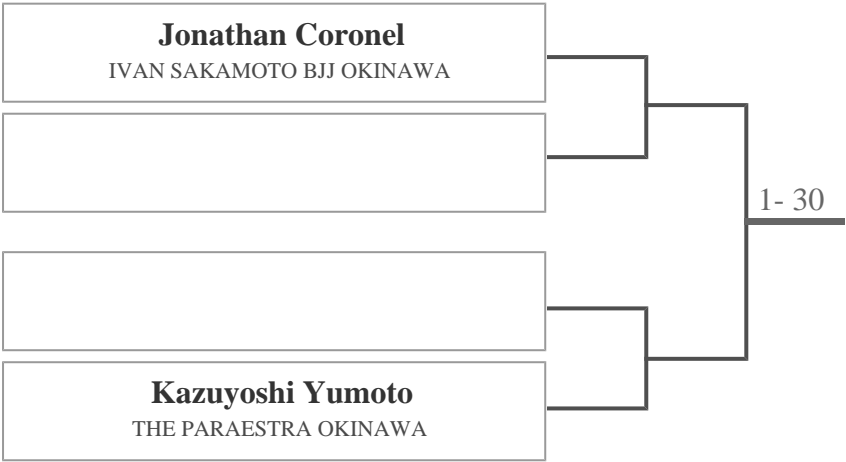 Jonathan Coronel
IVAN SAKAMOTO BJJ OKINAWA
1- 30
Kazuyoshi Yumoto
THE PARAESTRA OKINAWA